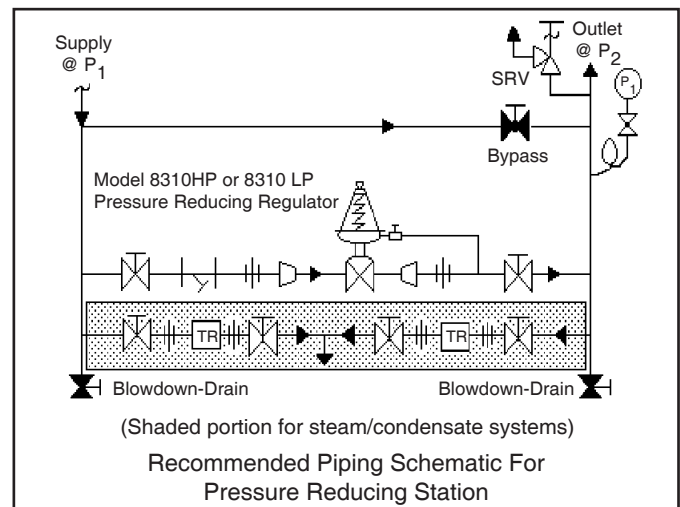 Supply
@ P1
Outlet
@ P2
SRV
P1
Bypass
Model 8310HP or 8310 LP
Pressure Reducing Regulator
TR
TR
Blowdown-Drain
Blowdown-Drain
(Shaded portion for steam/condensate systems)
Recommended Piping Schematic For
Pressure Reducing Station